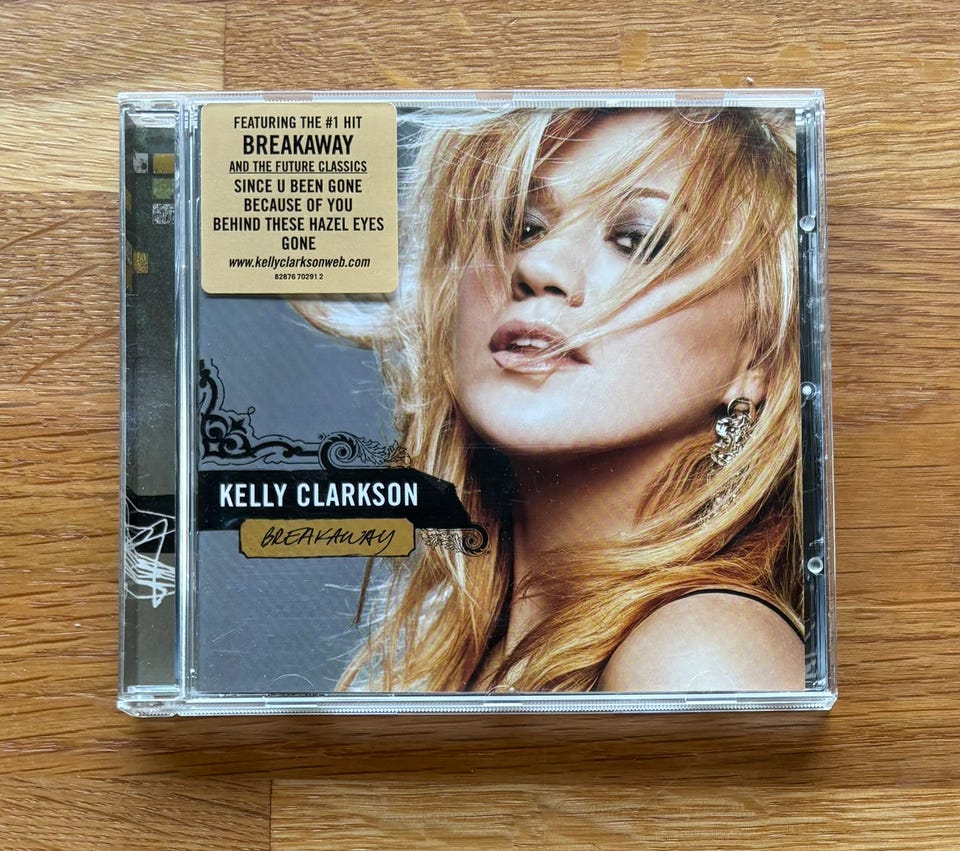 FEATURING THE #1 HIT
BREAKAWAY
AND THE FUTURE CLASSICS
SINCE U BEEN GONE
BECAUSE OF YOU
BEHIND THESE HAZEL EYES
GONE
www.kellyclarksonweb.com
82876 70291 2
KELLY CLARKSON
BREAKAWAY